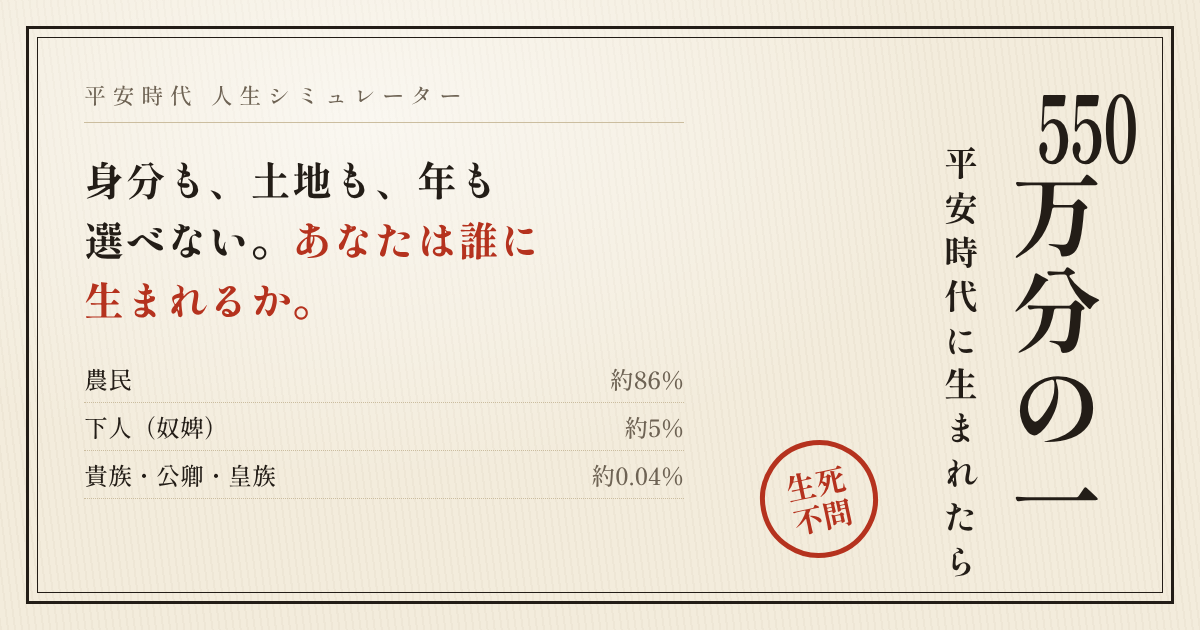 550万分の一
平安時代に生まれたら
平安時代 人生シミュレーター
身分も、土地も、年も
選べない。あなたは誰に
生まれるか。
農民 約86%
下人（奴婢） 約5%
貴族・公卿・皇族 約0.04%
生死
不問